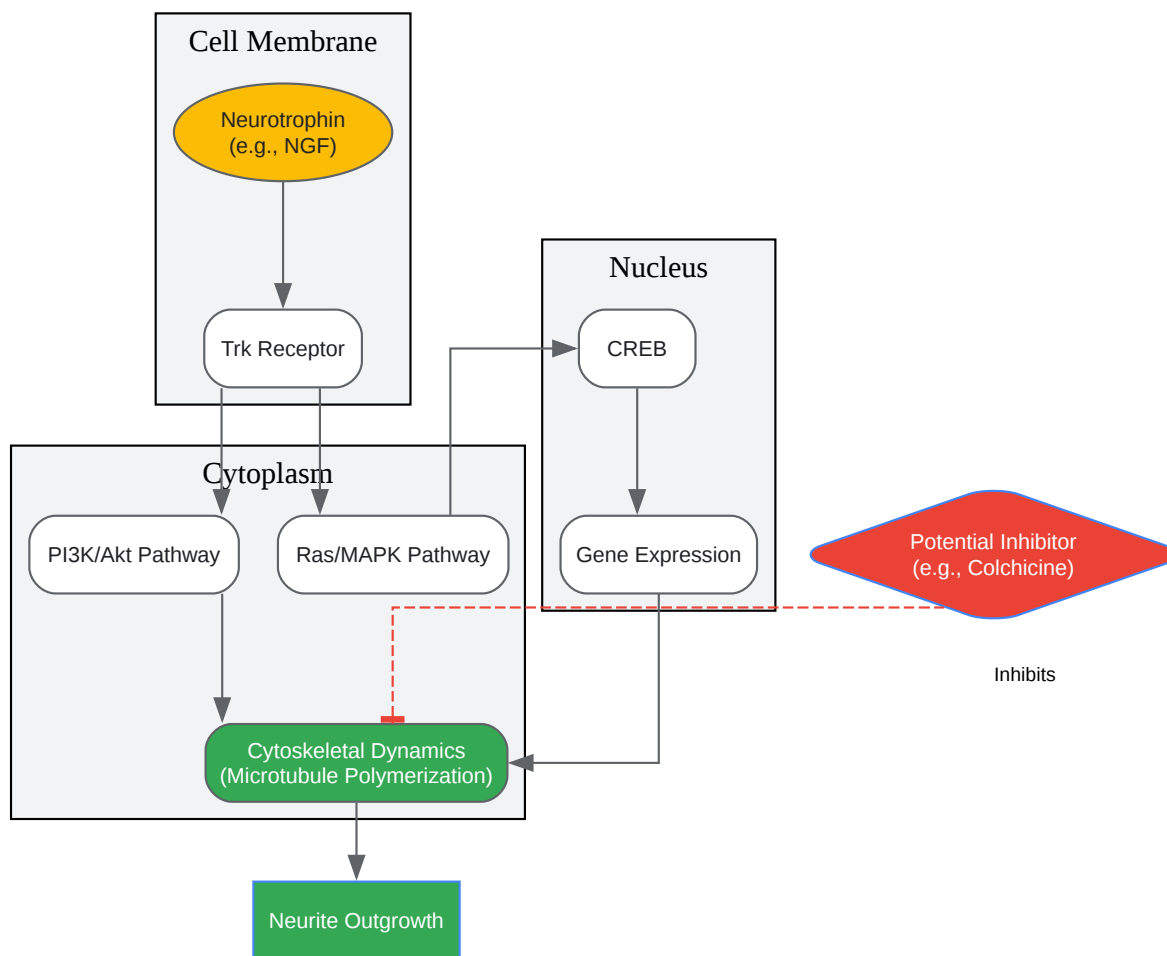 Cell Membrane
Neurotrophin
(e.g., NGF)
Trk Receptor
Nucleus
CREB
Cytoplasm
PI3K/Akt Pathway
Ras/MAPK Pathway
Gene Expression
Potential Inhibitor
(e.g., Colchicine)
Inhibits
Cytoskeletal Dynamics
(Microtubule Polymerization)
Neurite Outgrowth